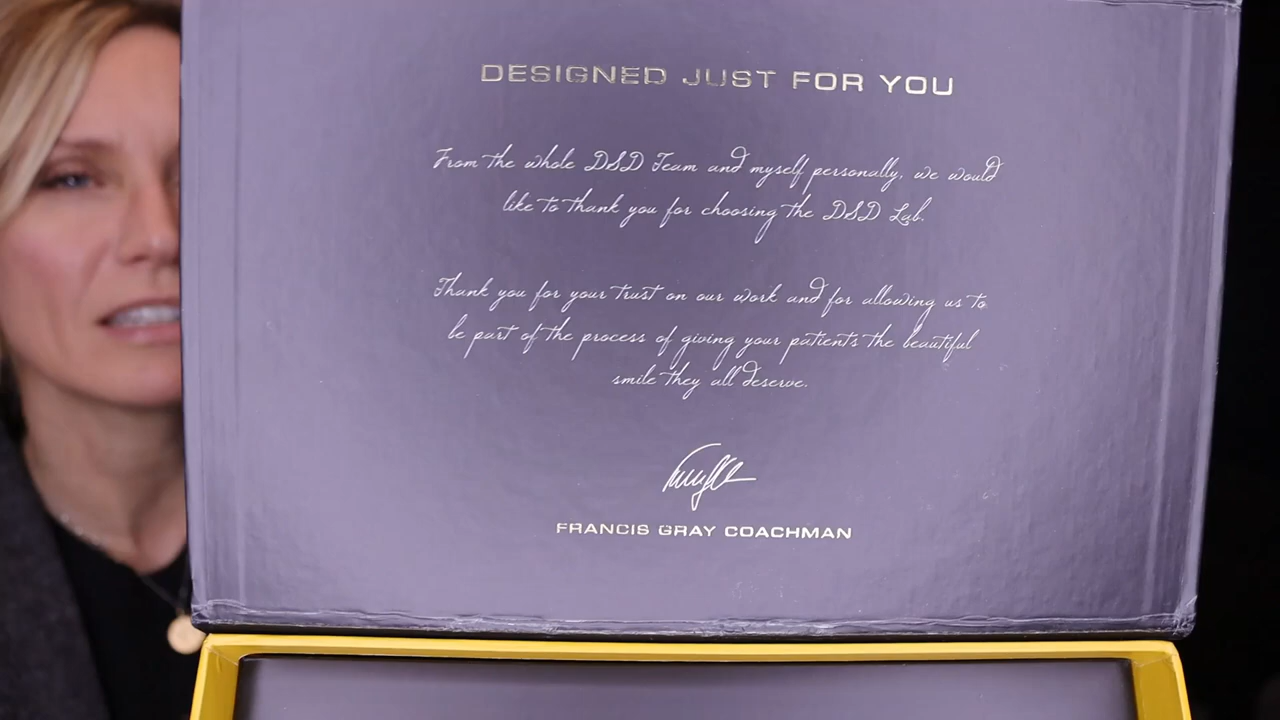 DESIGNED JUST FOR YOU
From the whole DSD Team and myself personally, we would
like to thank you for choosing the DSD Lab.
Thank you for your trust on our work and for allowing us to
be part of the process of giving your patients the beautiful
smile they all deserve.
FRANCIS GRAY COACHMAN